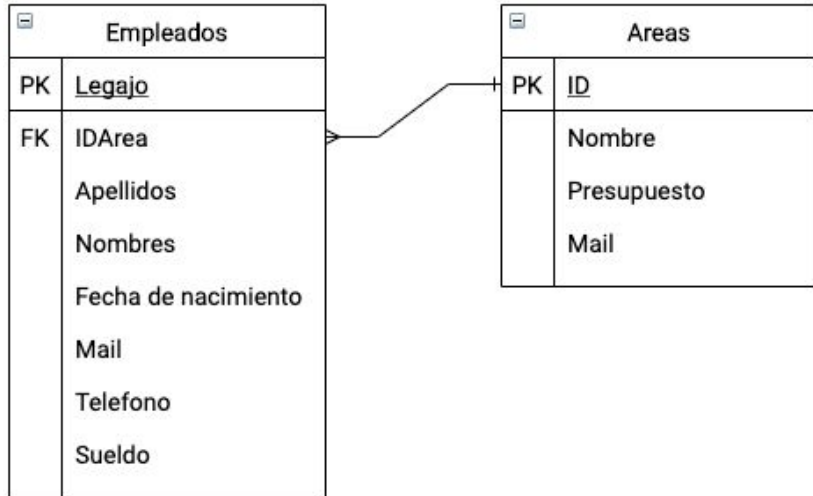 Empleados
PK Legajo
FK IDArea
Apellidos
Nombres
Fecha de nacimiento
Mail
Telefono
Sueldo
Areas
PK ID
Nombre
Presupuesto
Mail